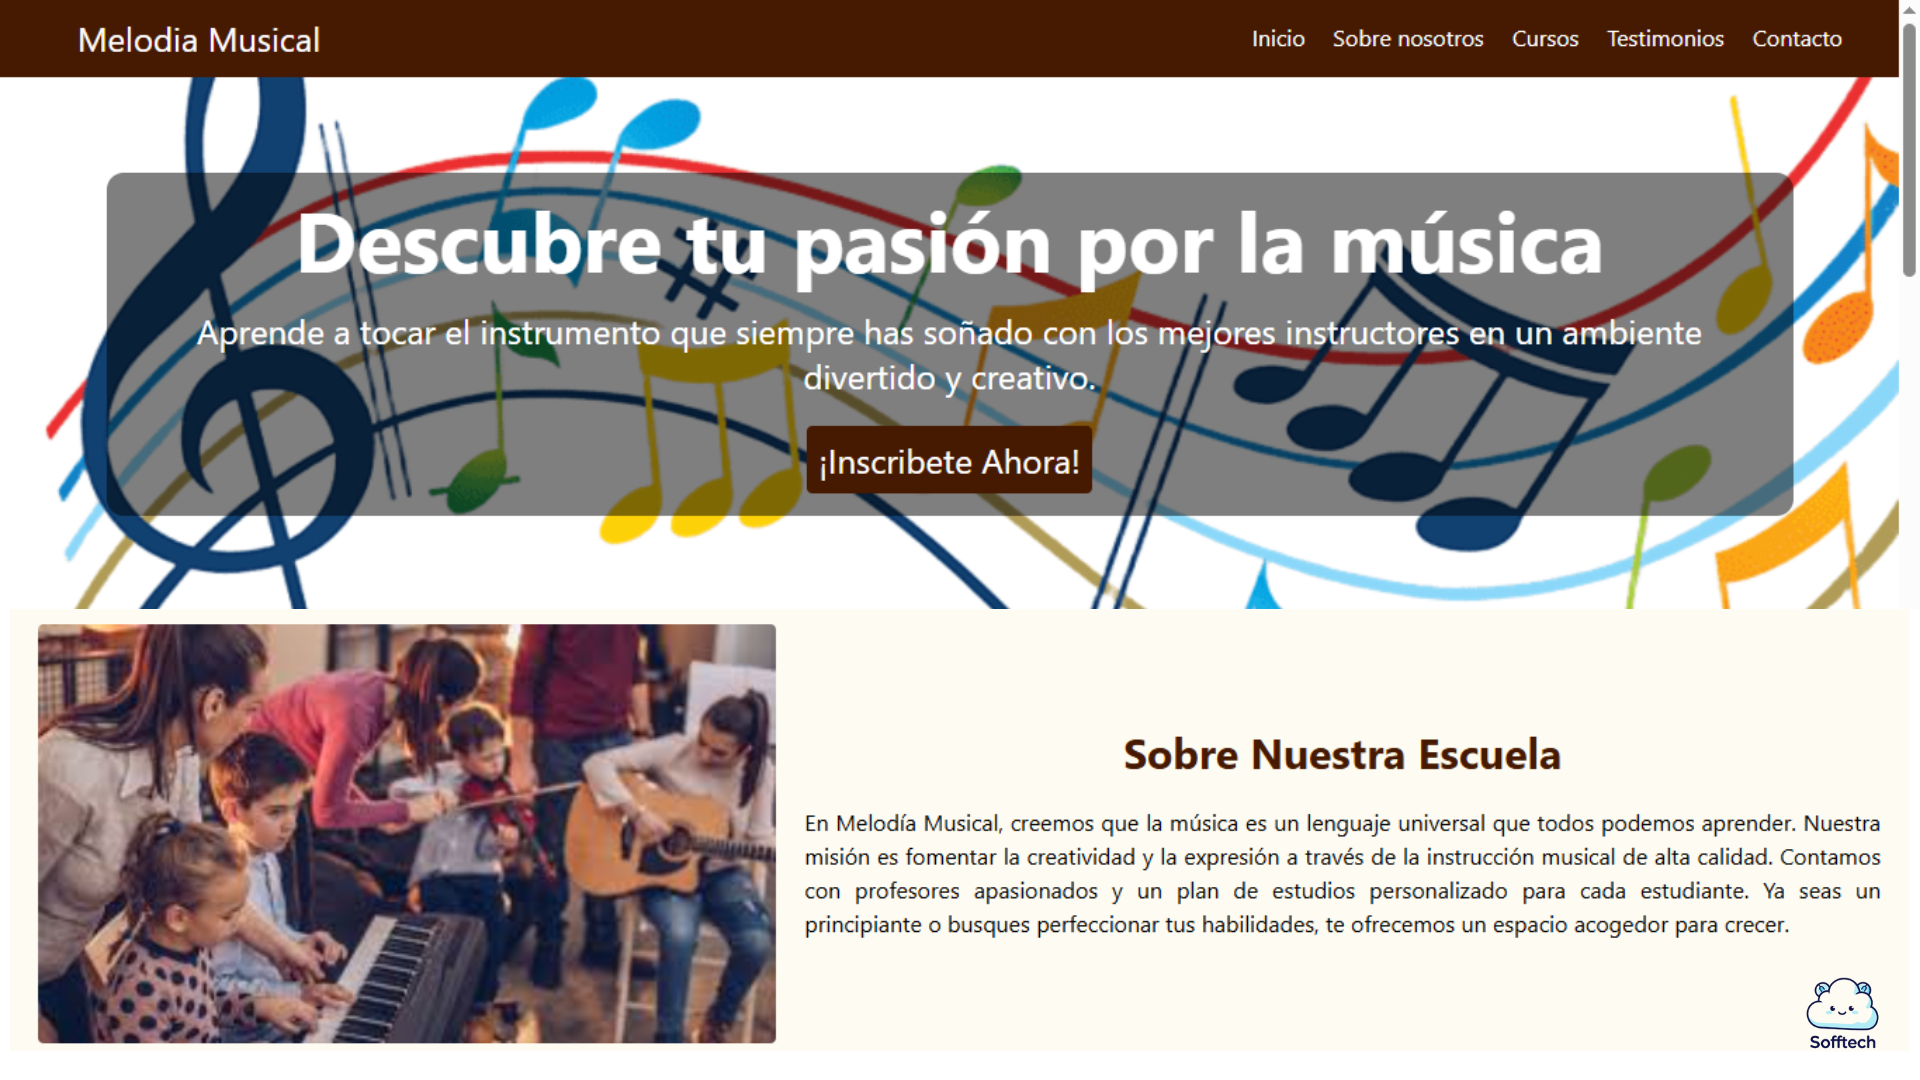 Melodia Musical
Inicio Sobre nosotros Cursos Testimonios Contacto
Descubre tu pasión por la música
Aprende a tocar el instrumento que siempre has soñado con los mejores instructores en un ambiente
divertido y creativo.
¡Inscribete Ahora!
Sobre Nuestra Escuela
En Melodía Musical, creemos que la música es un lenguaje universal que todos podemos aprender. Nuestra
misión es fomentar la creatividad y la expresión a través de la instrucción musical de alta calidad. Contamos
con profesores apasionados y un plan de estudios personalizado para cada estudiante. Ya seas un
principiante o busques perfeccionar tus habilidades, te ofrecemos un espacio acogedor para crecer.
Sofftech